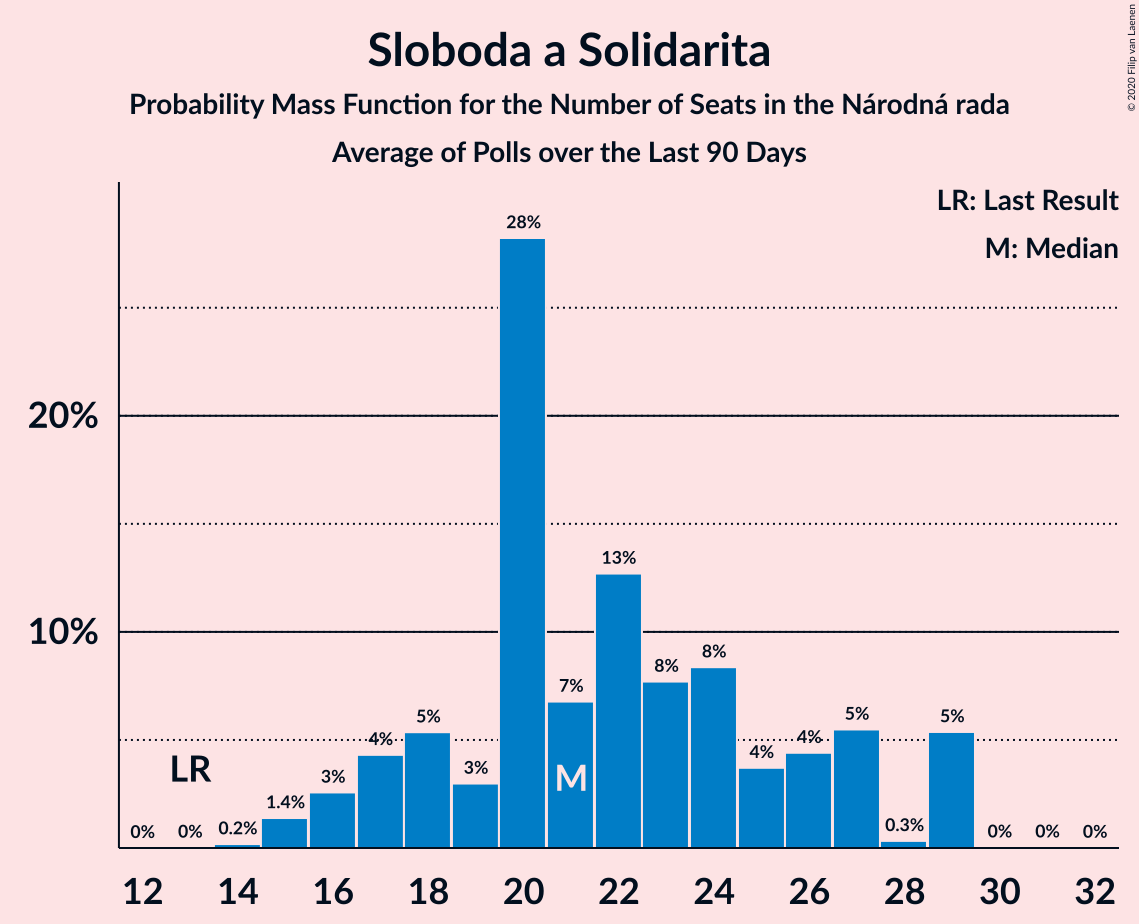 Sloboda a Solidarita
Probability Mass Function for the Number of Seats in the Národná rada
Average of Polls over the Last 90 Days
© 2020 Filip van Laenen
LR: Last Result
M: Median
28%
20%
13%
10%
8%
8%
7%
5%
5%
5%
4%
4%
4%
3%
3%
1.4%
0.2%
0.3%
0%
0%
0%
0%
0%
LR
M
12 14 16 18 20 22 24 26 28 30 32